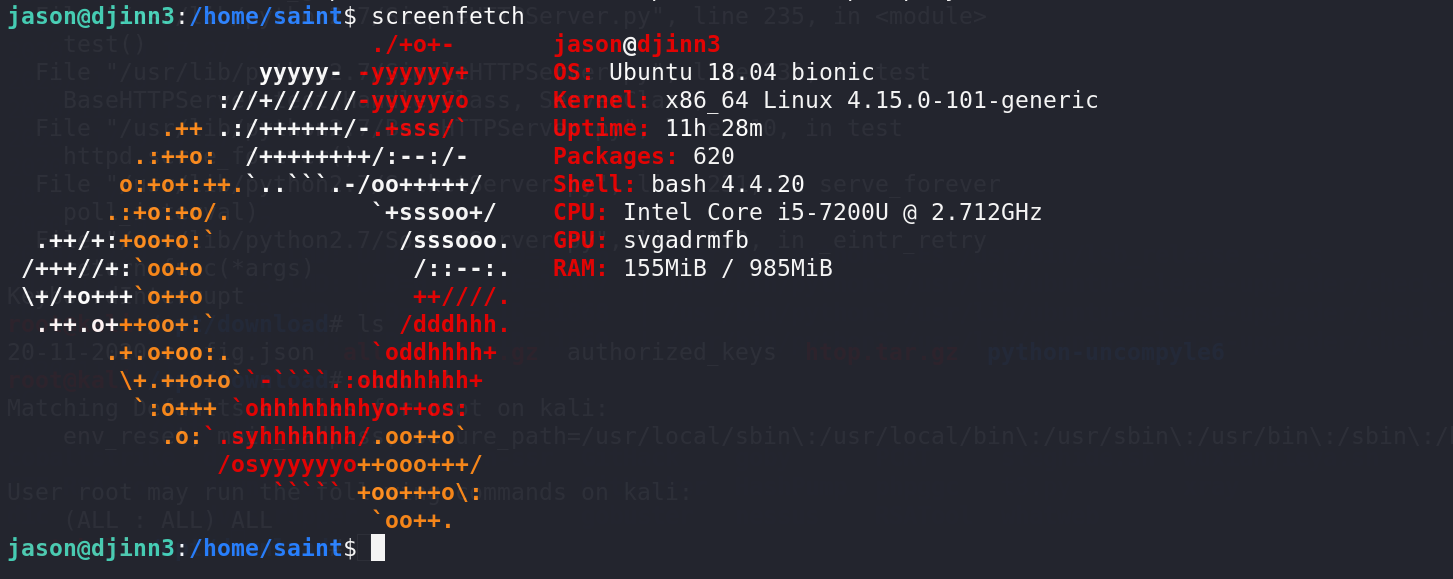 jason@djinn3:/home/saint$ screenfetch
                          ./+o+-       jason@djinn3
                  yyyyy- -yyyyyy+      OS: Ubuntu 18.04 bionic
               ://+//////-yyyyyyo      Kernel: x86_64 Linux 4.15.0-101-generic
           .++ .:/++++++/-.+sss/`      Uptime: 11h 28m
         .:++o:  /++++++++/:--:/-      Packages: 620
        o:+o+:++.`..```.-/oo+++++/     Shell: bash 4.4.20
       .:+o:+o/.          `+sssoo+/    CPU: Intel Core i5-7200U @ 2.712GHz
  .++/+:+oo+o:`             /sssooo.   GPU: svgadrmfb
 /+++//+:`oo+o               /::--:.   RAM: 155MiB / 985MiB
 \+/+o+++`o++o               ++////.
  .++.o+++oo+:`             /dddhhh.
       .+.o+oo:.          `oddhhhh+
        \+.++o+o``-````.:ohdhhhhh+
         `:o+++ `ohhhhhhhhyo++os:
           .o:`.syhhhhhhh/.oo++o`
               /osyyyyyyo++ooo+++/
                   ````` +oo+++o\:
                          `oo++.
jason@djinn3:/home/saint$